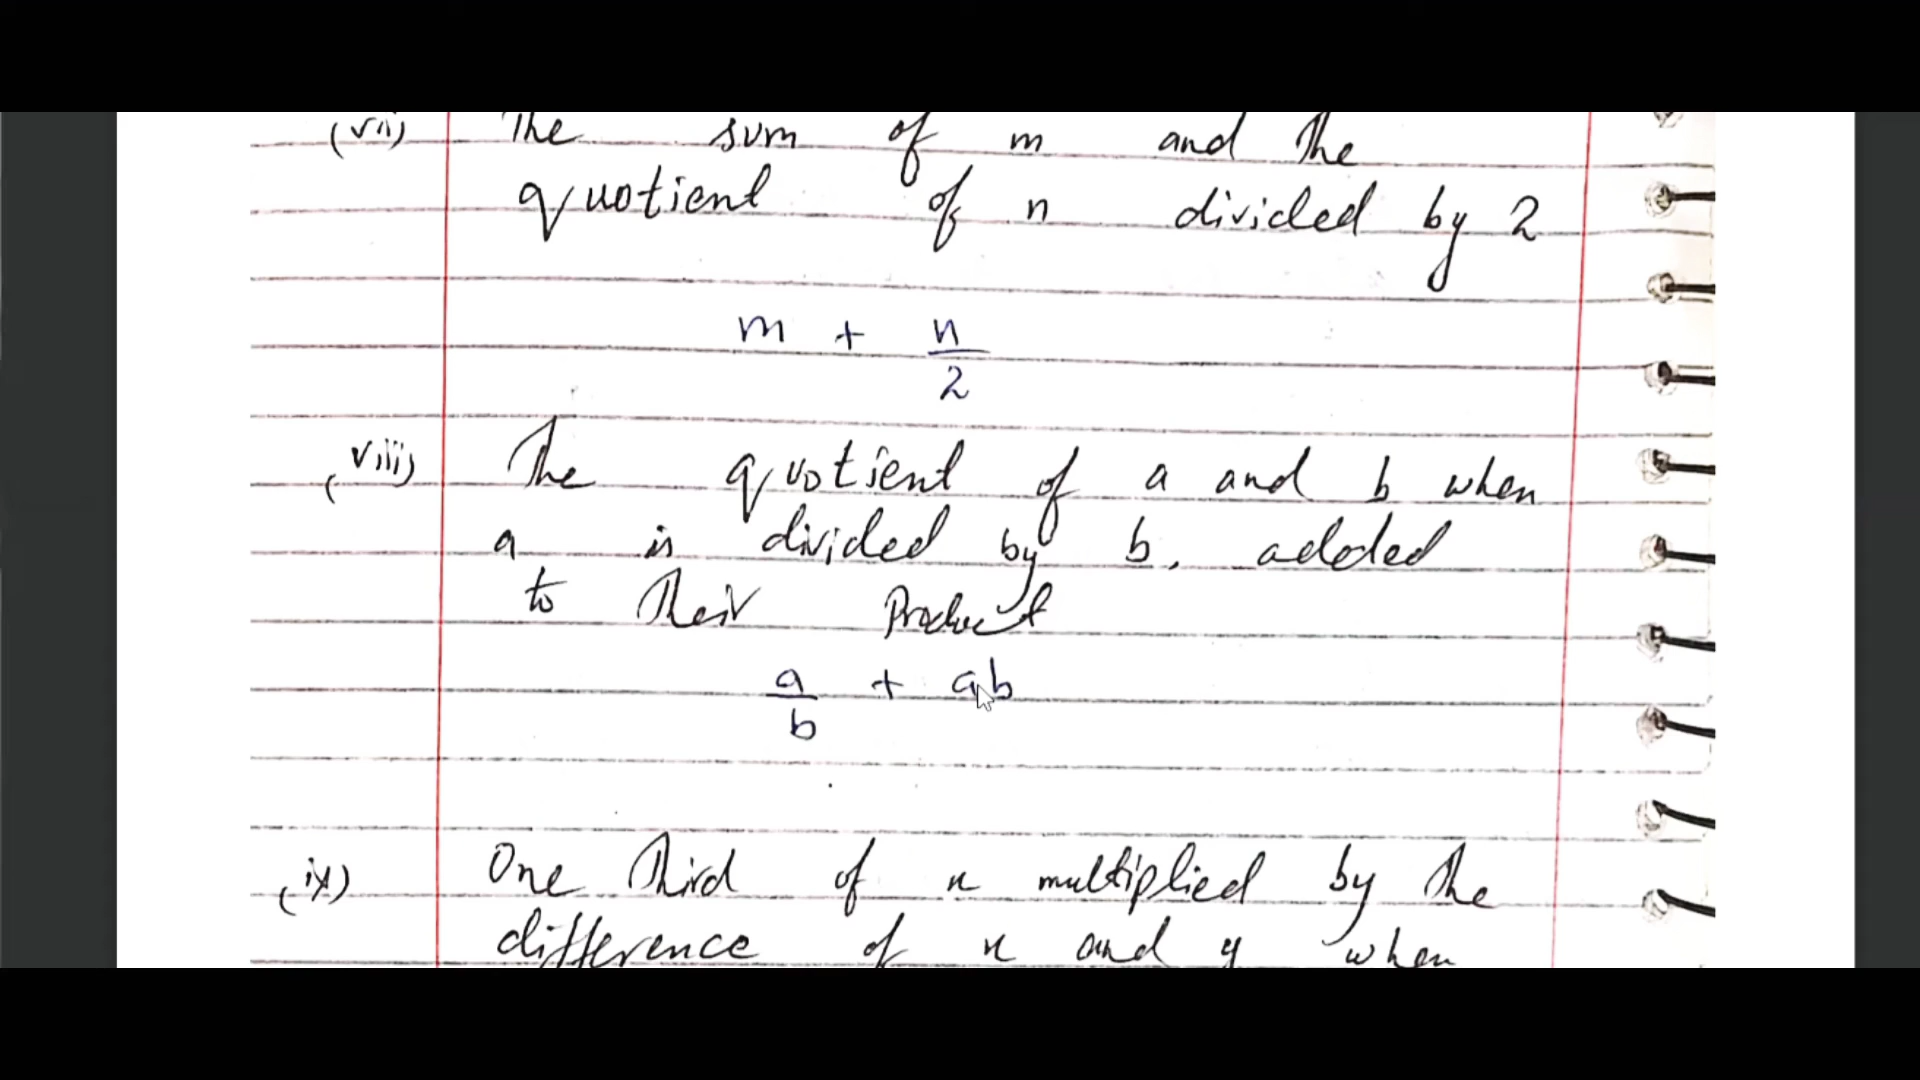 (vii) The sum of m and the
quotient of n divided by 2
m + n/2
(viii) The quotient of a and b when
a is divided by b, added
to their Product
a/b + ab
(ix) One third of x multiplied by the
difference of x and y when